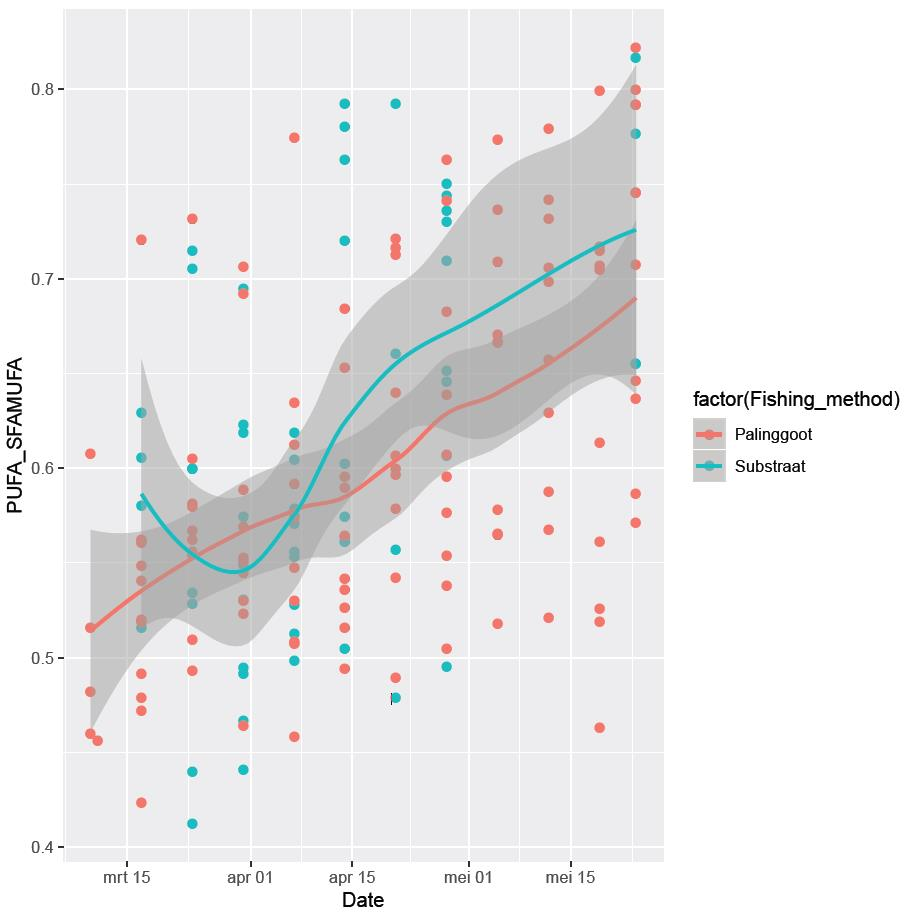 PUFA_SFAMUFA
0.8
0.7
0.6
0.5
0.4
mrt 15
apr 01
apr 15
mei 01
mei 15
Date
factor(Fishing_method)
Palinggoot
Substraat